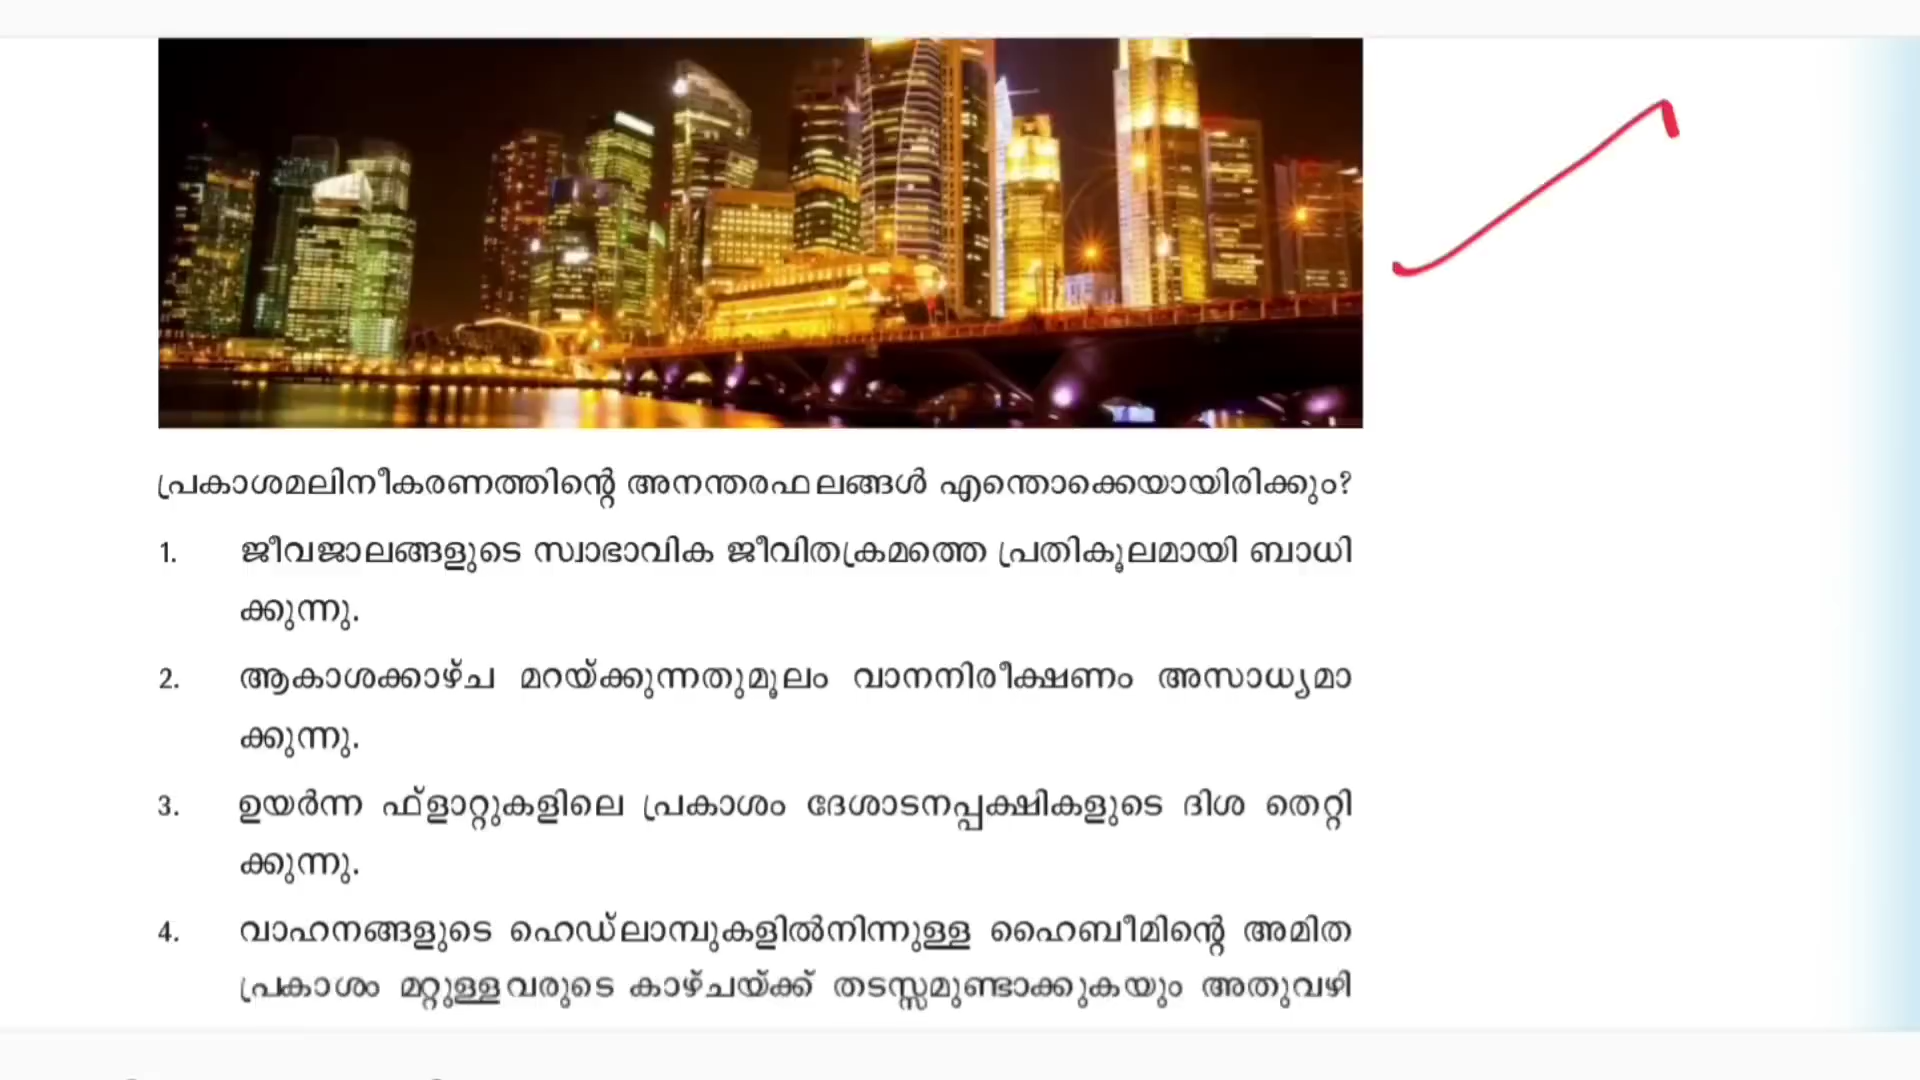 പ്രകാശമലിനീകരണത്തിന്റെ അനന്തരഫലങ്ങൾ എന്തൊക്കെയായിരിക്കും?
1. ജീവജാലങ്ങളുടെ സ്വാഭാവിക ജീവിതക്രമത്തെ പ്രതികൂലമായി ബാധി
ക്കുന്നു.
2. ആകാശക്കാഴ്ച മറയ്ക്കുന്നതുമൂലം വാനനിരീക്ഷണം അസാധ്യമാ
ക്കുന്നു.
3. ഉയർന്ന ഫ്ളാറ്റുകളിലെ പ്രകാശം ദേശാടനപ്പക്ഷികളുടെ ദിശ തെറ്റി
ക്കുന്നു.
4. വാഹനങ്ങളുടെ ഹെഡ്ലാമ്പുകളിൽനിന്നുള്ള ഹൈബീമിന്റെ അമിത
പ്രകാശം മറ്റുള്ളവരുടെ കാഴ്ചയ്ക്ക് തടസ്സമുണ്ടാക്കുകയും അതുവഴി